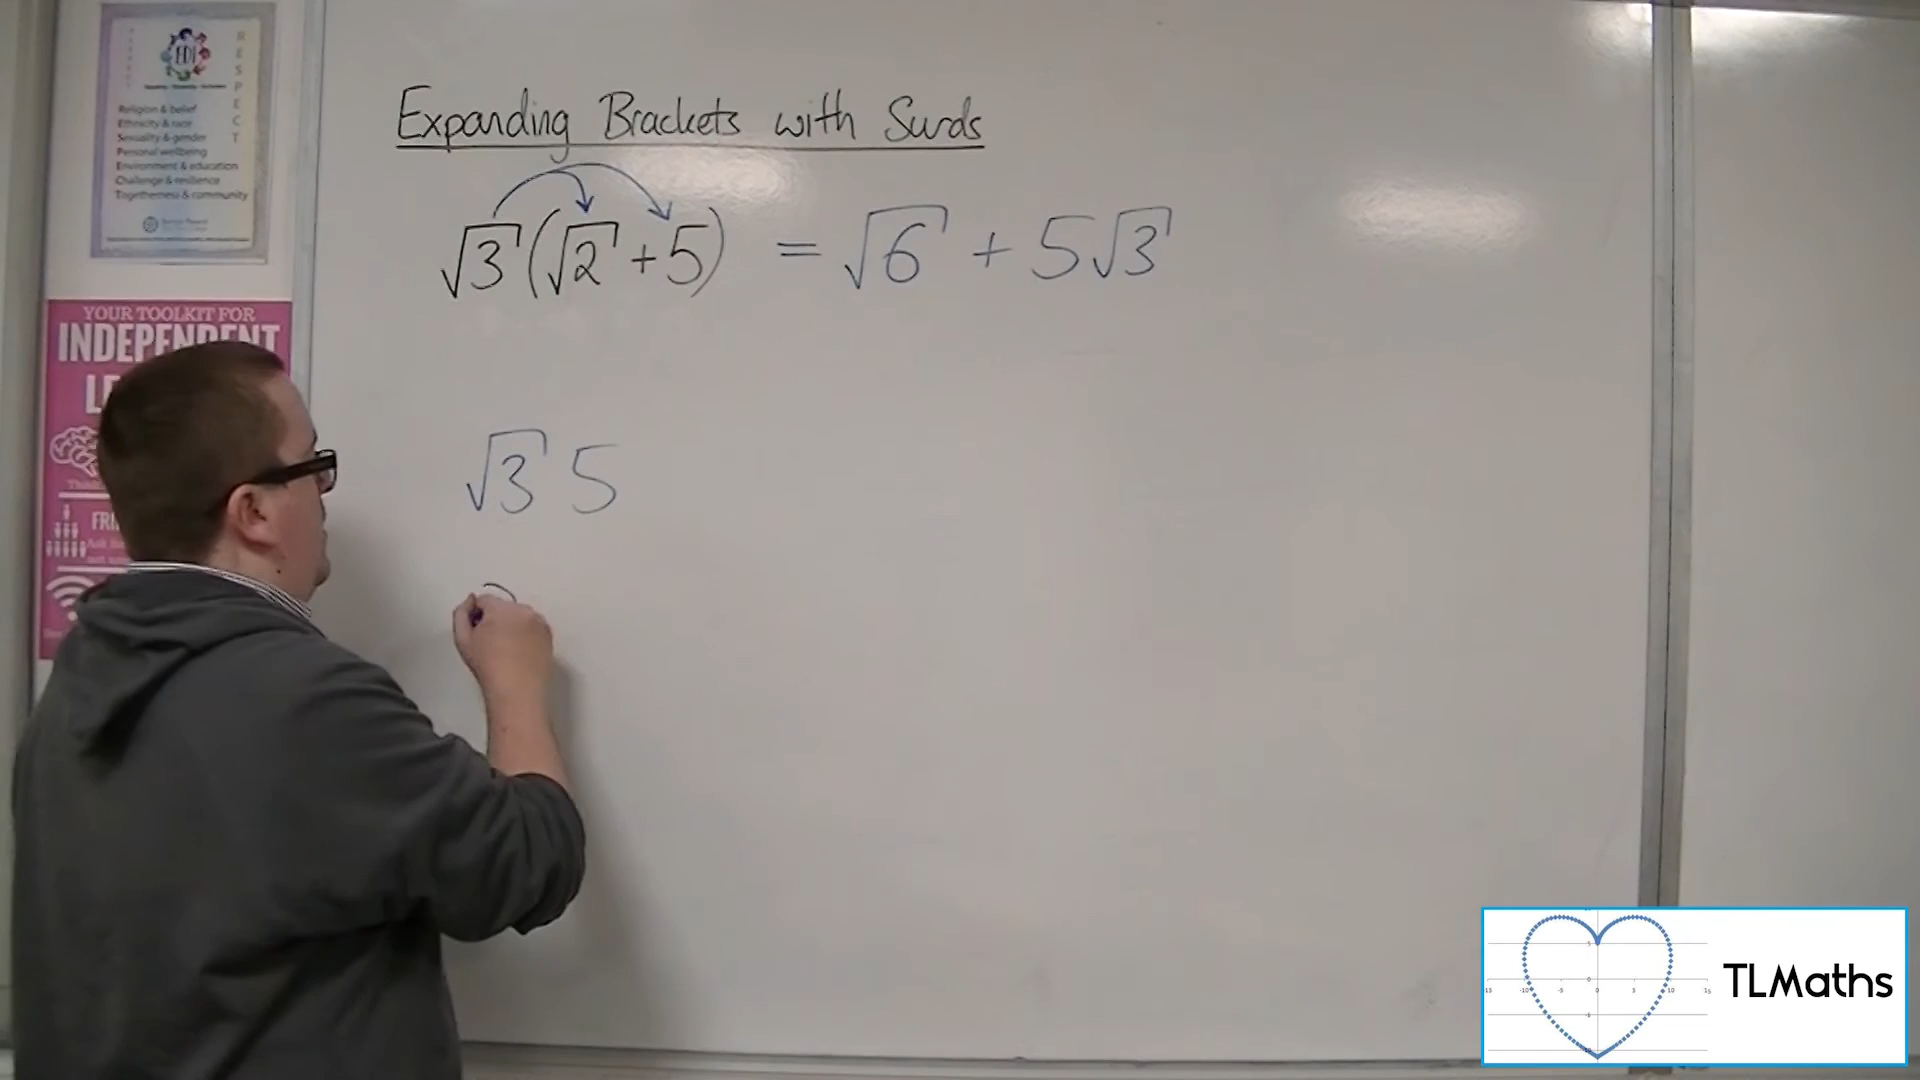 EDI
RESPECT
Religion & belief
Ethnicity & race
Sexuality & gender
Personal wellbeing
Environment & education
Challenge & resilience
Togetherness & community
YOUR TOOLKIT FOR
INDEPENDENT
Expanding Brackets with Surds
√3(√2+5) = √6 + 5√3
√3 5
TLMaths